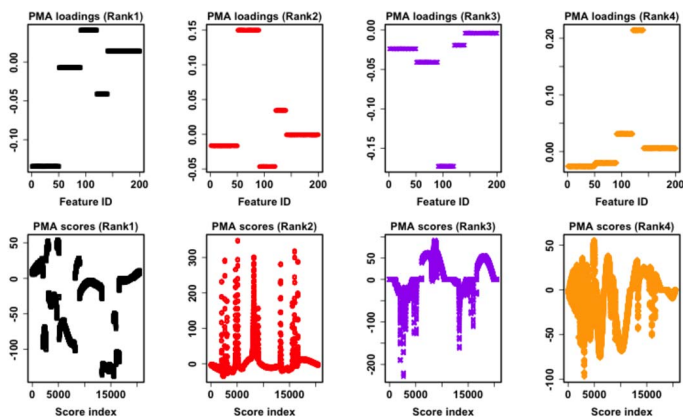 PMA loadings (Rank1)
PMA loadings (Rank2)
PMA loadings (Rank3)
PMA loadings (Rank4)
0.00
-0.05
-0.10
0 50 100 200
Feature ID
0.15
0.10
0.05
0.00
-0.05
0 50 100 200
Feature ID
0.00
-0.05
-0.10
-0.15
0 50 100 200
Feature ID
0.20
0.10
0.00
0 50 100 200
Feature ID
PMA scores (Rank1)
PMA scores (Rank2)
PMA scores (Rank3)
PMA scores (Rank4)
50
0
-50
-100
0 5000 15000
Score index
300
200
100
0
0 5000 15000
Score index
50
0
-100
-200
0 5000 15000
Score index
50
0
-50
-100
0 5000 15000
Score index